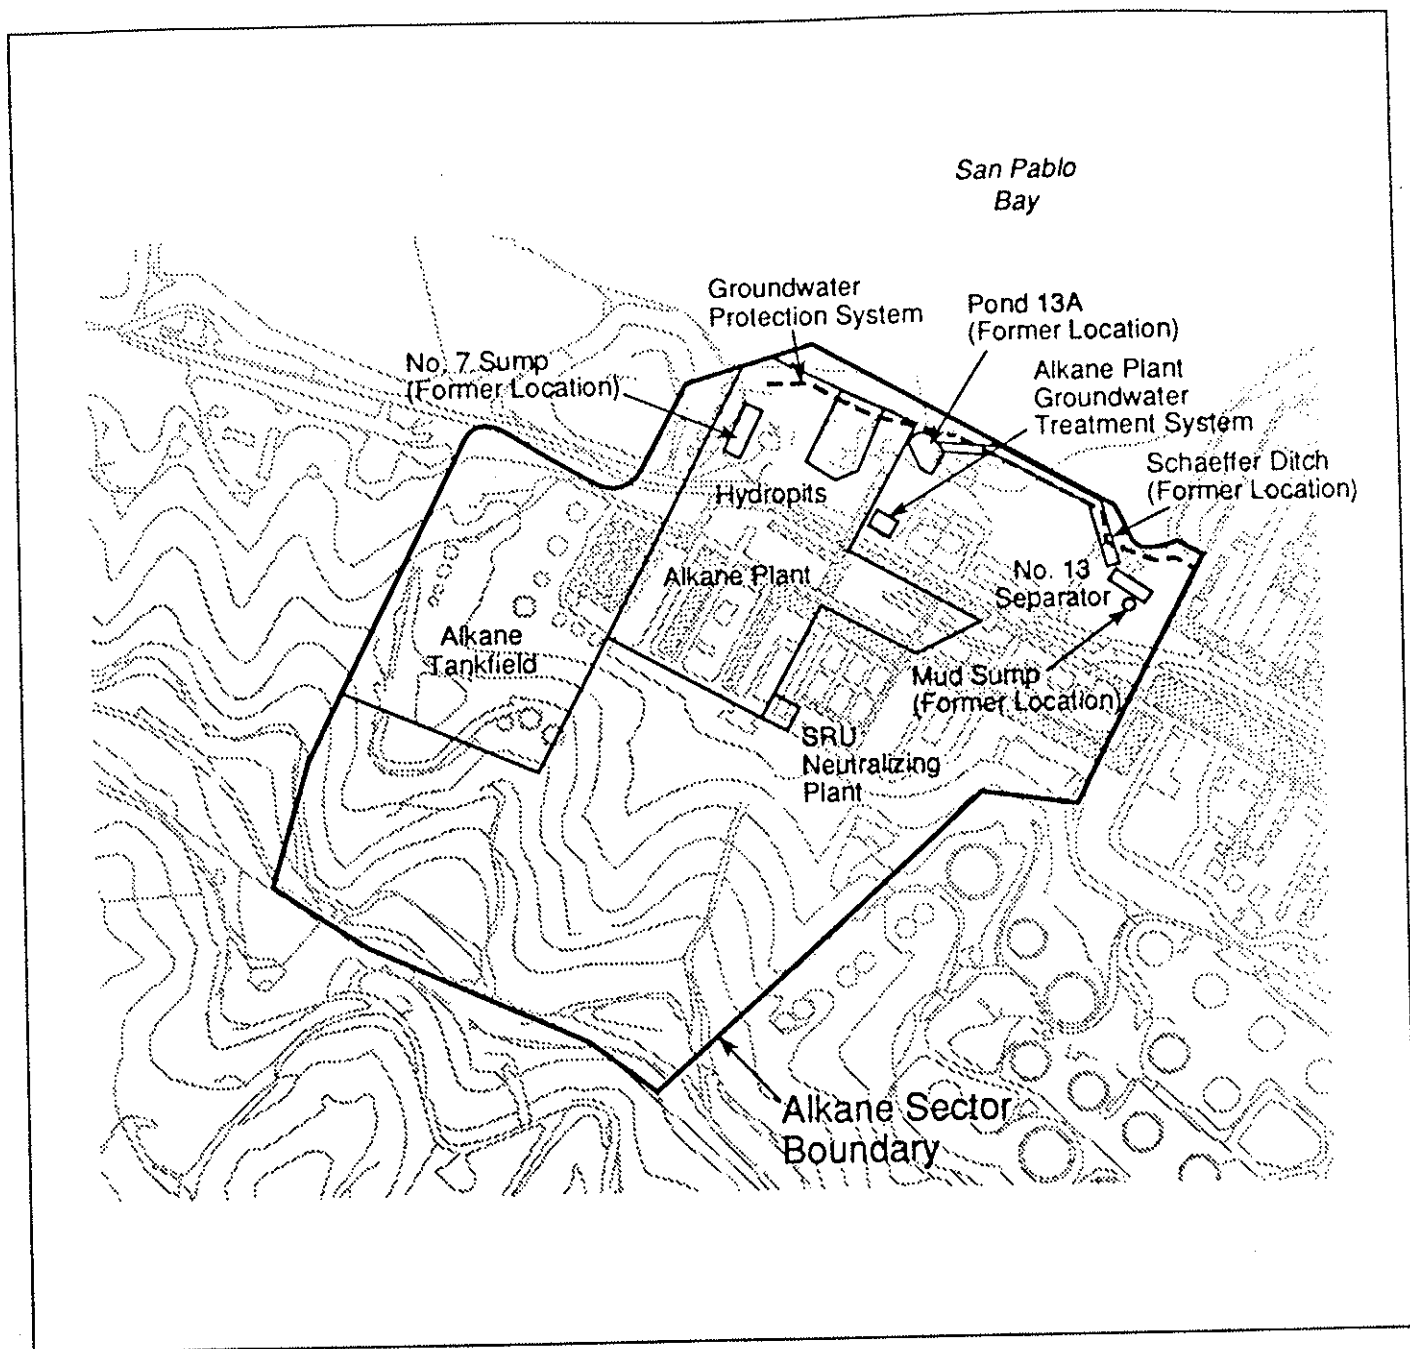 San Pablo
Bay
Groundwater
Protection System
Pond 13A
(Former Location)
No. 7 Sump
(Former Location)
Alkane Plant
Groundwater
Treatment System
Schaeffer Ditch
(Former Location)
Hydropits
Alkane Plant
No. 13
Separator
Alkane
Tankfield
Mud Sump
(Former Location)
SRU
Neutralizing
Plant
Alkane Sector
Boundary